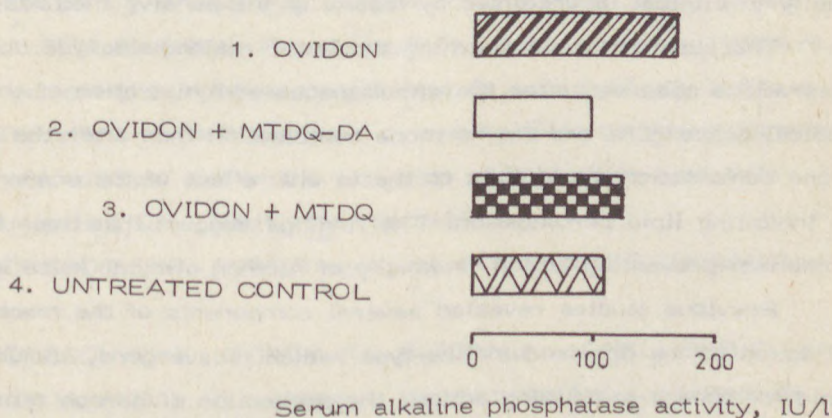 1. OVIDON
2. OVIDON + MTDQ-DA
3. OVIDON + MTDQ
4. UNTREATED CONTROL
0 100 200
Serum alkaline phosphatase activity, IU/l